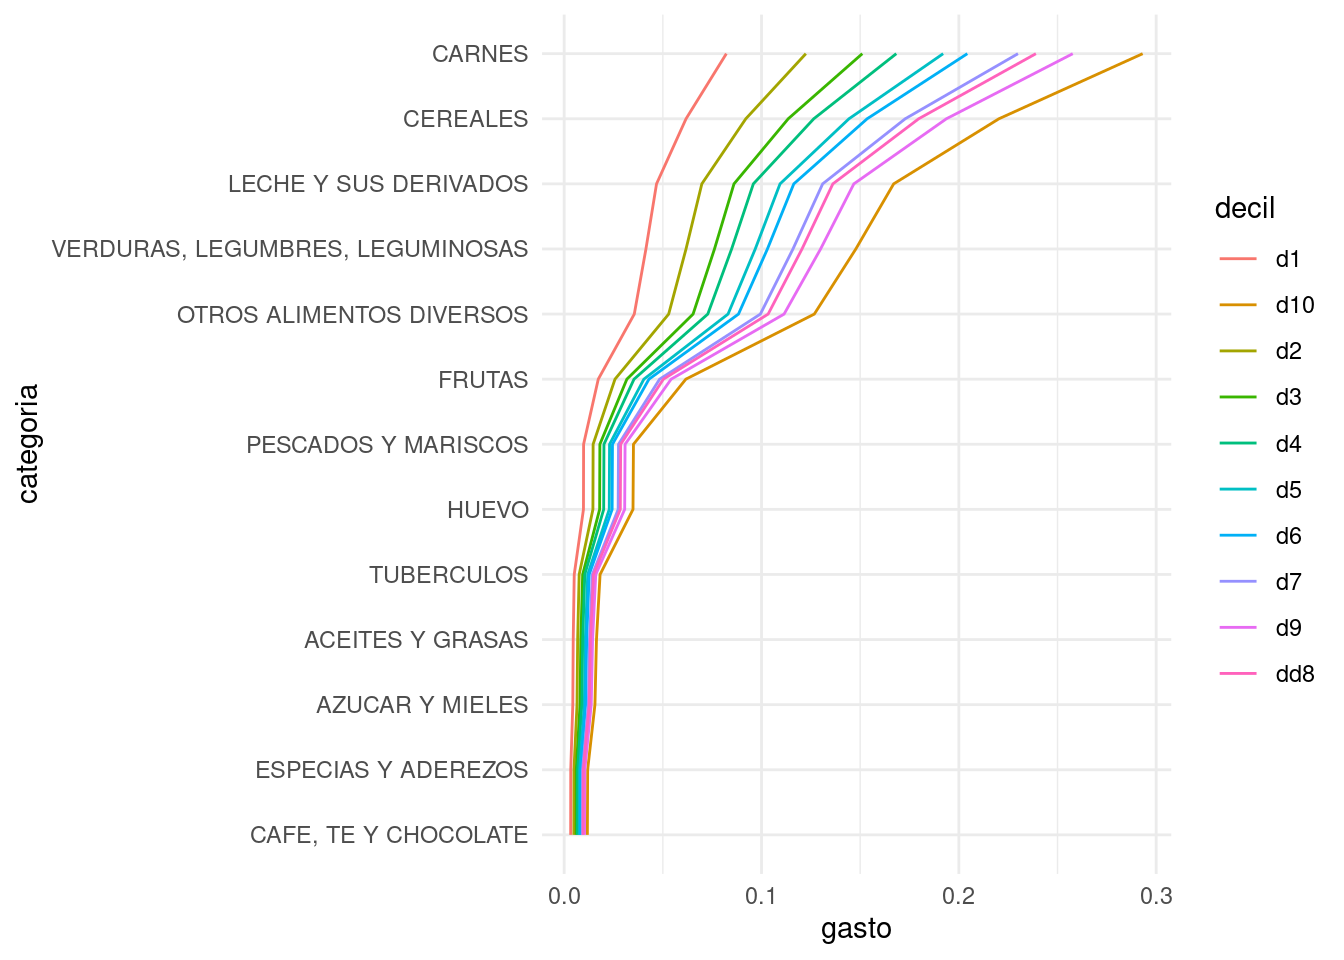 CARNES
CEREALES
LECHE Y SUS DERIVADOS
VERDURAS, LEGUMBRES, LEGUMINOSAS
OTROS ALIMENTOS DIVERSOS
FRUTAS
PESCADOS Y MARISCOS
HUEVO
TUBERCULOS
ACEITES Y GRASAS
AZUCAR Y MIELES
ESPECIAS Y ADEREZOS
CAFE, TE Y CHOCOLATE
categoria
0.0 0.1 0.2 0.3
gasto
decil
d1
d10
d2
d3
d4
d5
d6
d7
d9
dd8